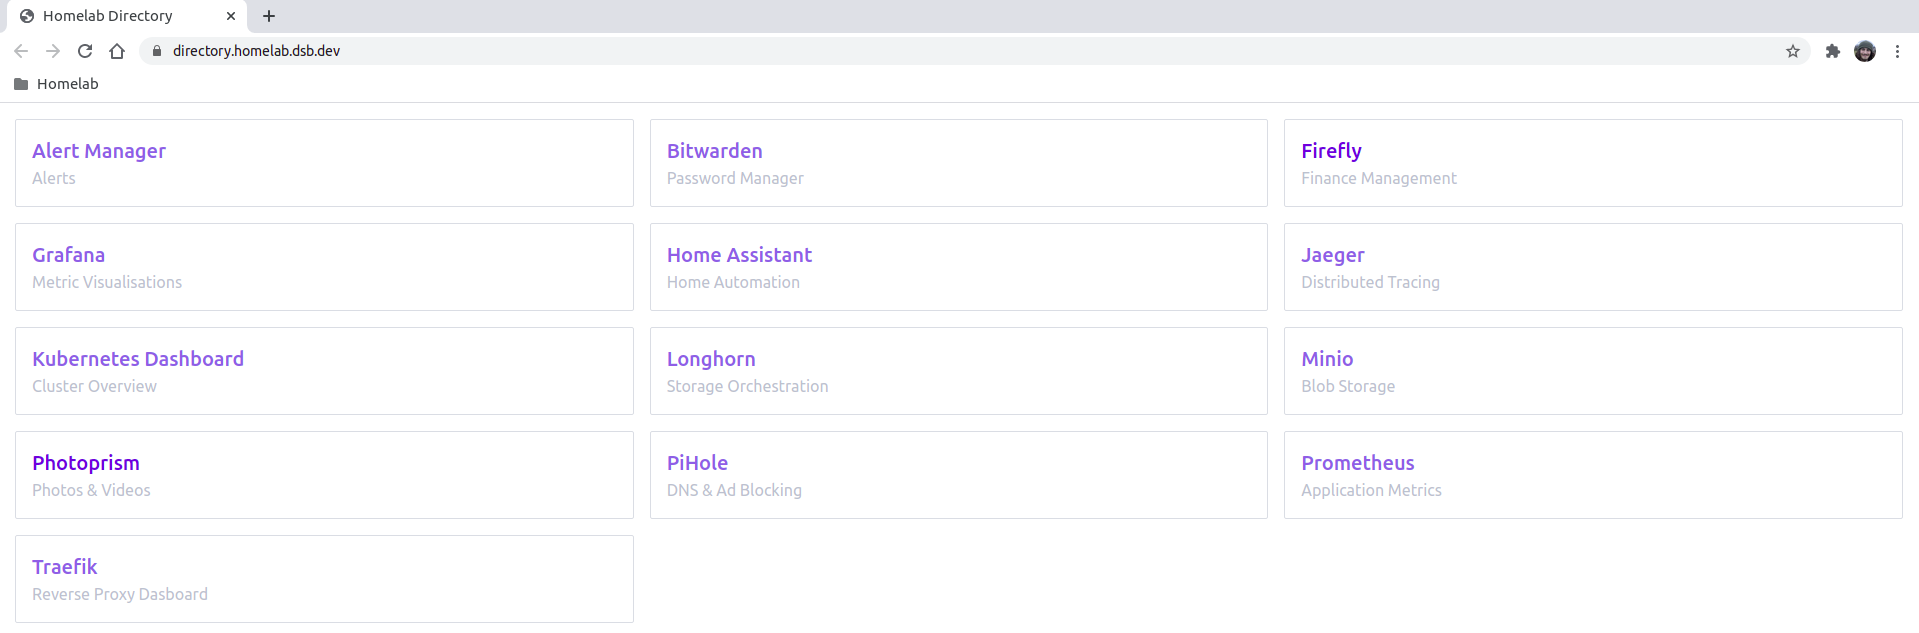 Homelab Directory
directory.homelab.dsb.dev
Homelab
Alert Manager
Alerts
Bitwarden
Password Manager
Firefly
Finance Management
Grafana
Metric Visualisations
Home Assistant
Home Automation
Jaeger
Distributed Tracing
Kubernetes Dashboard
Cluster Overview
Longhorn
Storage Orchestration
Minio
Blob Storage
Photoprism
Photos & Videos
PiHole
DNS & Ad Blocking
Prometheus
Application Metrics
Traefik
Reverse Proxy Dasboard